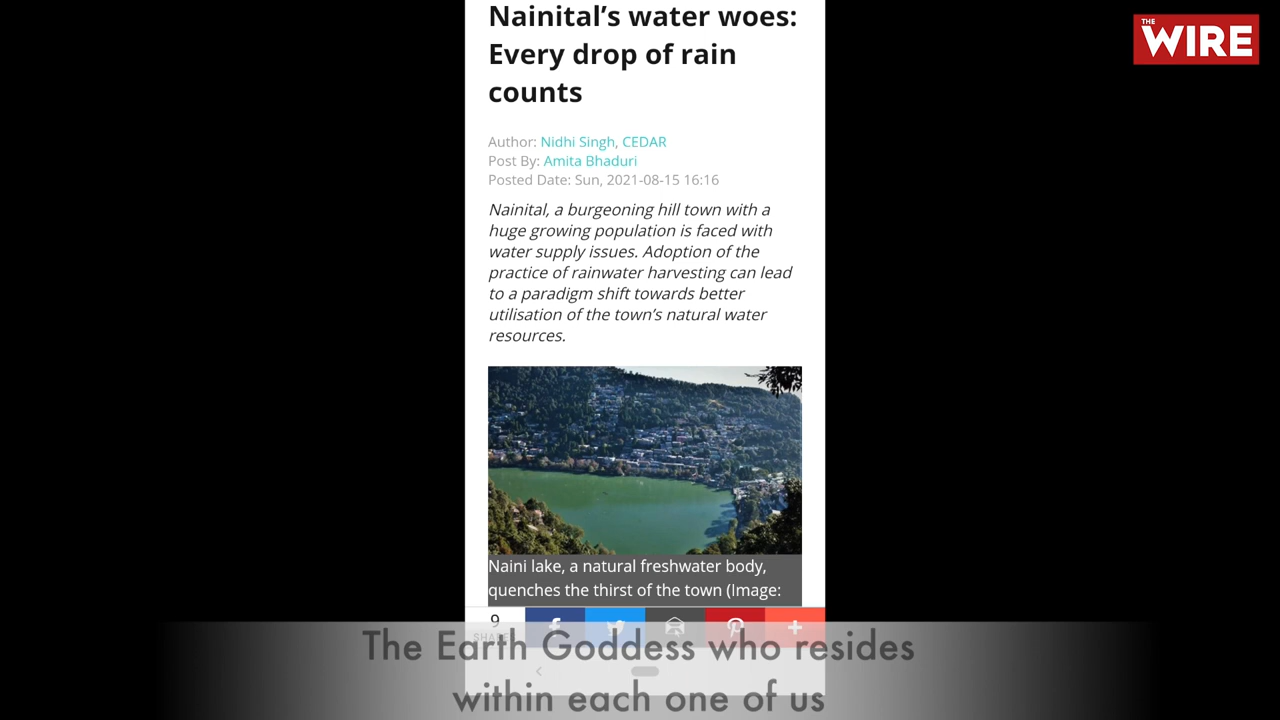 Nainital’s water woes:
Every drop of rain
counts
THE
WIRE
Author: Nidhi Singh, CEDAR
Post By: Amita Bhaduri
Posted Date: Sun, 2021-08-15 16:16
Nainital, a burgeoning hill town with a
huge growing population is faced with
water supply issues. Adoption of the
practice of rainwater harvesting can lead
to a paradigm shift towards better
utilisation of the town’s natural water
resources.
Naini lake, a natural freshwater body,
quenches the thirst of the town (Image:
9
SHARES
The Earth Goddess who resides
within each one of us